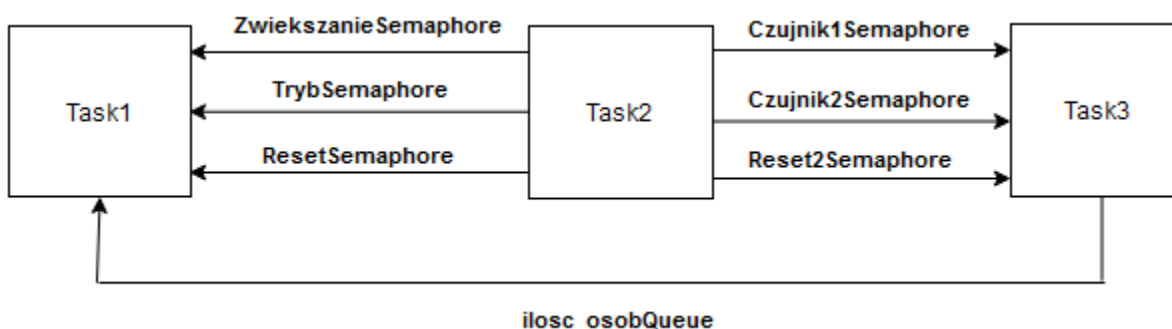 ZwiekszanieSemaphore
Czujnik1Semaphore
TrybSemaphore
Task1
Task2
Czujnik2Semaphore
Task3
ResetSemaphore
Reset2Semaphore
ilosc_osobQueue